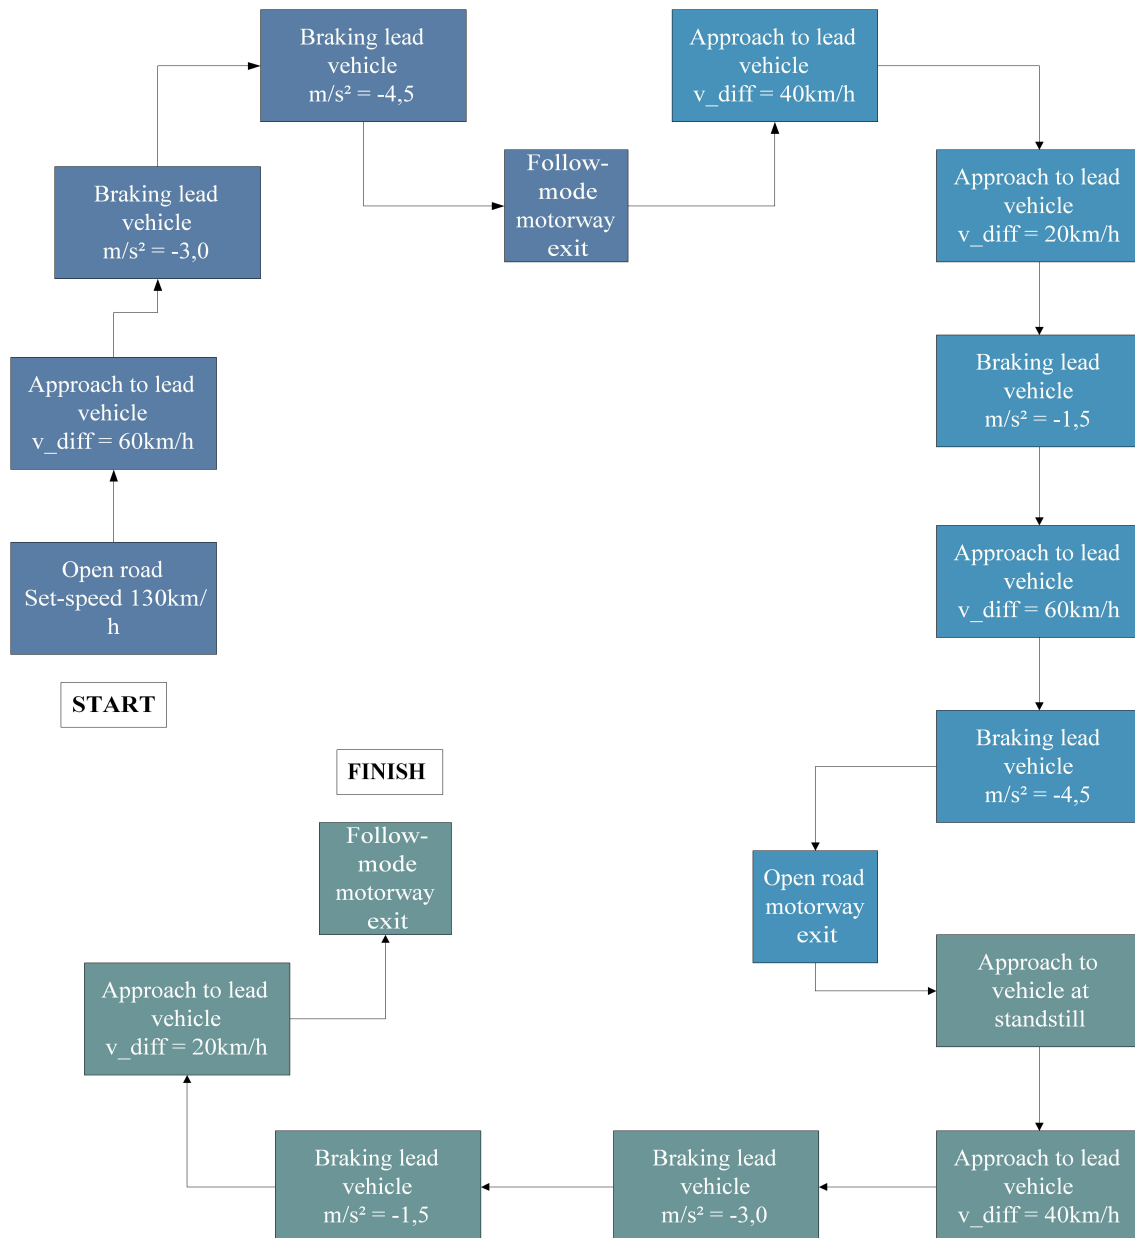 START
Open road
Set-speed 130km/
h
Approach to lead
vehicle
v_diff = 60km/h
Braking lead
vehicle
m/s² = -3,0
Braking lead
vehicle
m/s² = -4,5
Follow-
mode
motorway
exit
Approach to lead
vehicle
v_diff = 40km/h
Approach to lead
vehicle
v_diff = 20km/h
Braking lead
vehicle
m/s² = -1,5
Approach to lead
vehicle
v_diff = 60km/h
Braking lead
vehicle
m/s² = -4,5
Open road
motorway
exit
Approach to
vehicle at
standstill
Approach to lead
vehicle
v_diff = 40km/h
Braking lead
vehicle
m/s² = -3,0
Braking lead
vehicle
m/s² = -1,5
Approach to lead
vehicle
v_diff = 20km/h
Follow-
mode
motorway
exit
FINISH